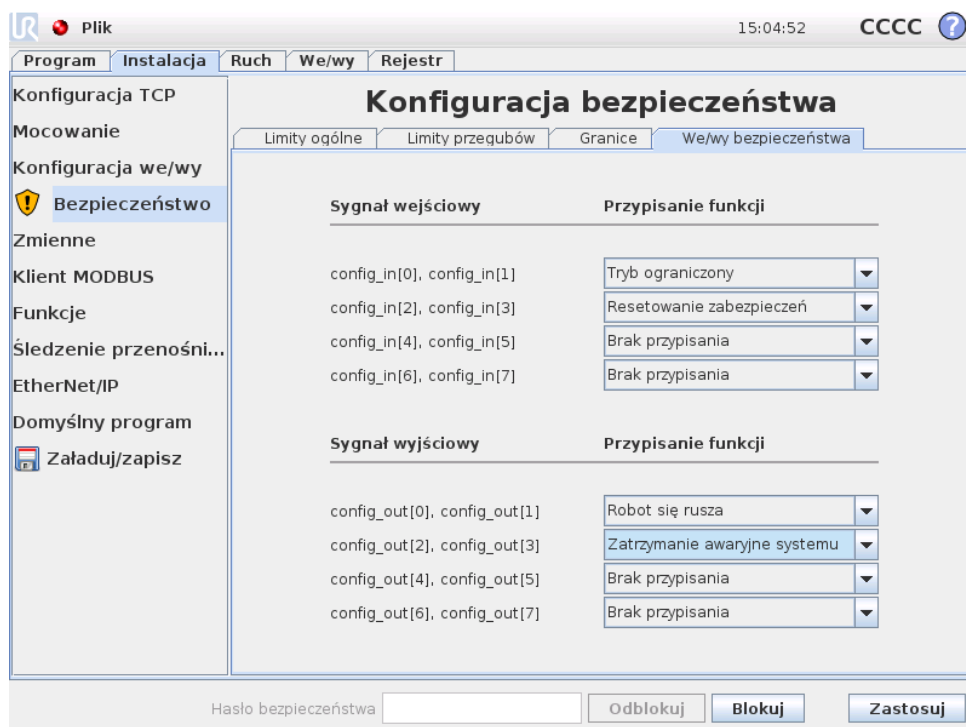 UR Plik 15:04:52 CCCC ?
Program Instalacja Ruch We/wy Rejestr
Konfiguracja TCP
Mocowanie
Konfiguracja we/wy
Bezpieczeństwo
Zmienne
Klient MODBUS
Funkcje
Śledzenie przenośni...
EtherNet/IP
Domyślny program
Załaduj/zapisz
Konfiguracja bezpieczeństwa
Limity ogólne Limity przegubów Granice We/wy bezpieczeństwa
Sygnał wejściowy Przypisanie funkcji
config_in[0], config_in[1] Tryb ograniczony
config_in[2], config_in[3] Resetowanie zabezpieczeń
config_in[4], config_in[5] Brak przypisania
config_in[6], config_in[7] Brak przypisania
Sygnał wyjściowy Przypisanie funkcji
config_out[0], config_out[1] Robot się rusza
config_out[2], config_out[3] Zatrzymanie awaryjne systemu
config_out[4], config_out[5] Brak przypisania
config_out[6], config_out[7] Brak przypisania
Hasło bezpieczeństwa Odblokuj Blokuj Zastosuj